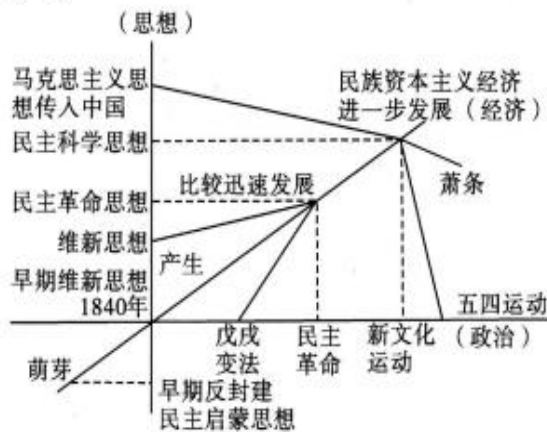 （思想）
马克思主义思
想传入中国
民族资本主义经济
进一步发展（经济）
民主科学思想
萧条
比较迅速发展
民主革命思想
维新思想
产生
早期维新思想
1840年
五四运动
（政治）
戊戌
变法
民主
革命
新文化
运动
萌芽
早期反封建
民主启蒙思想